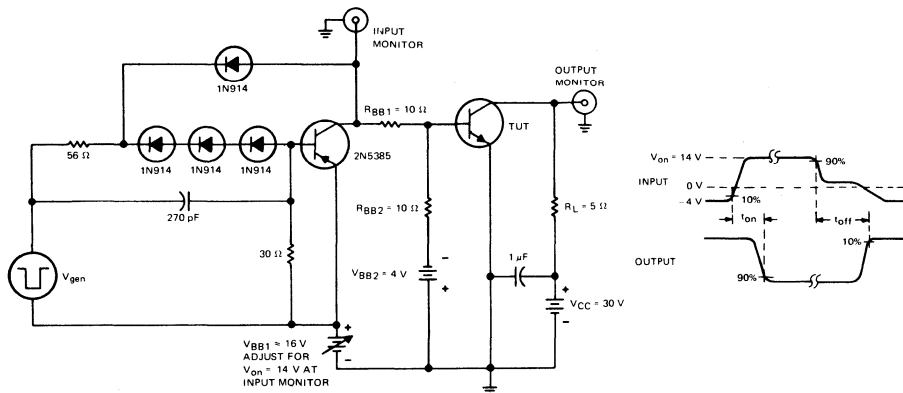 INPUT
MONITOR
1N914
56 Ω
1N914
1N914
1N914
270 pF
30 Ω
Vgen
2N5385
RBB1 = 10 Ω
RBB2 = 10 Ω
VBB2 = 4 V
-
+
VBB1 ≈ 16 V
ADJUST FOR
Von = 14 V AT
INPUT MONITOR
+
-
TUT
OUTPUT
MONITOR
RL = 5 Ω
1 μF
+
VCC = 30 V
-
Von = 14 V
INPUT
0 V
-4 V
90%
10%
ton
toff
10%
OUTPUT
90%